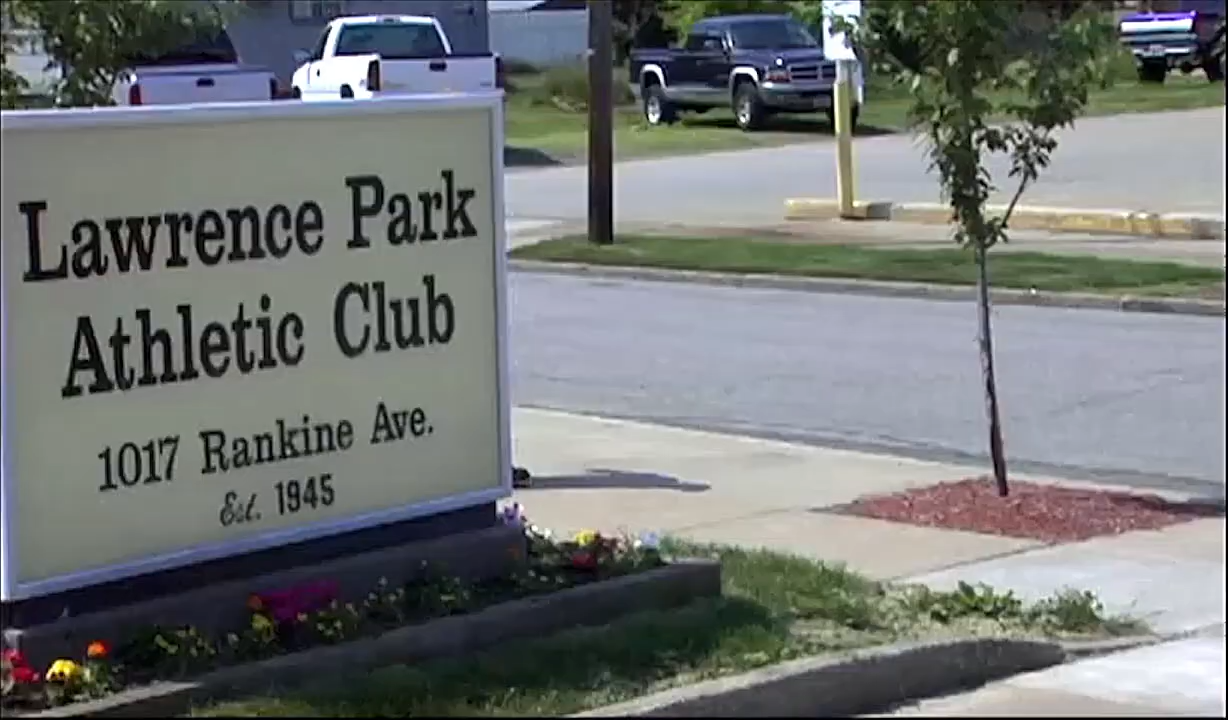 Lawrence Park
Athletic Club
1017 Rankine Ave.
Est. 1945